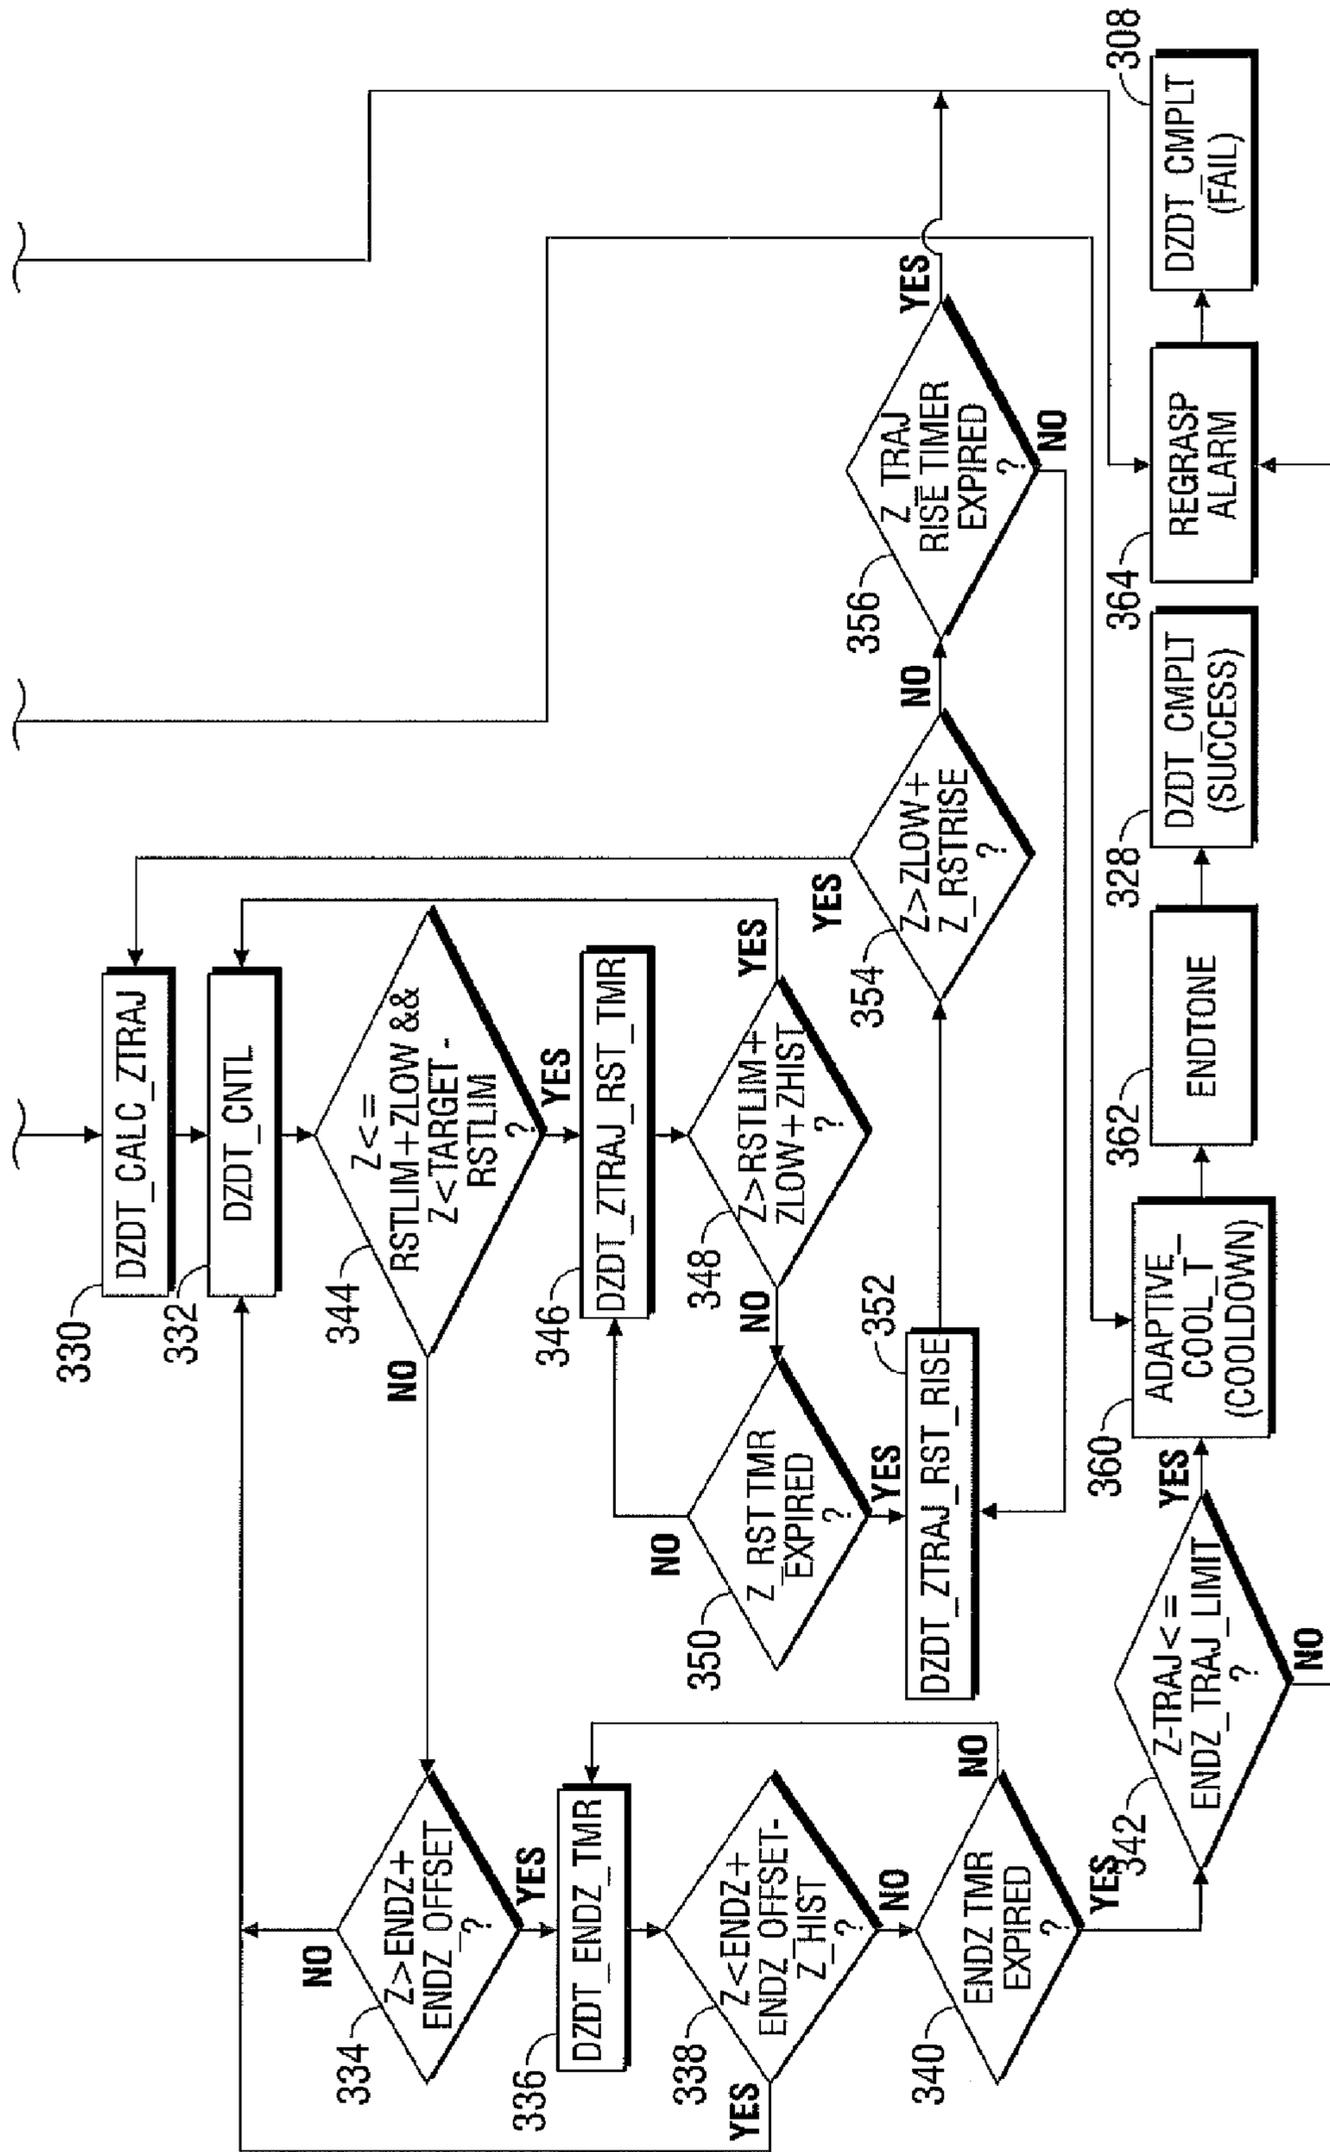 330
DZDT_CALC_ZTRAJ
332
DZDT_CNTL
344
Z <=
RSTLIM+ZLOW &&
Z<TARGET-
RSTLIM
?
NO
YES
346
DZDT_ZTRAJ_RST_TMR
348
Z>RSTLIM+
ZLOW+ZHIST
?
YES
NO
350
Z_RST TMR
EXPIRED
?
NO
YES
352
DZDT_ZTRAJ_RST_RISE
354
Z>ZLOW+
Z_RSTRISE
?
YES
NO
356
Z_TRAJ
RISE TIMER
EXPIRED
?
YES
NO
334
Z>ENDZ+
ENDZ_OFFSET
?
NO
YES
336
DZDT_ENDZ_TMR
338
Z<ENDZ+
ENDZ_OFFSET-
Z_HIST
?
YES
NO
340
ENDZ TMR
EXPIRED
?
NO
YES
342
Z-TRAJ<=
ENDZ_TRAJ_LIMIT
?
YES
NO
360
ADAPTIVE_
COOL_T_
(COOLDOWN)
362
ENDTONE
328
DZDT_CMPLT
(SUCCESS)
364
REGRASP
ALARM
308
DZDT_CMPLT
(FAIL)